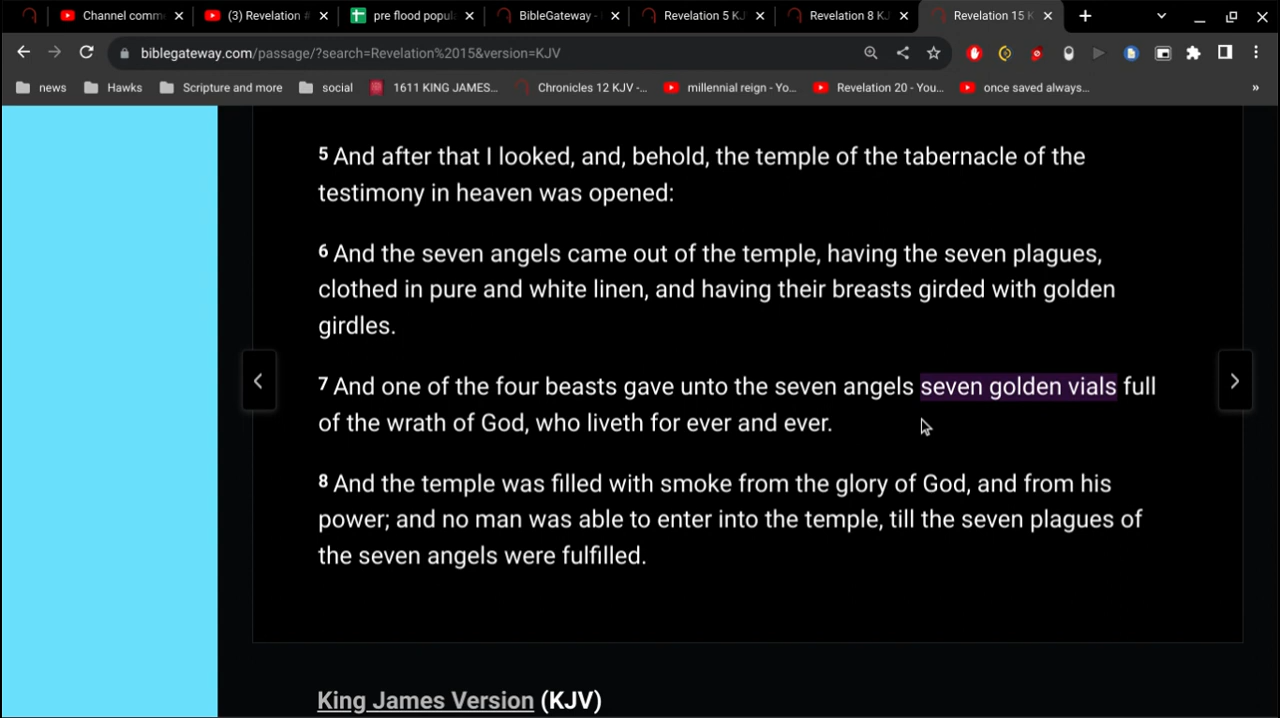 Channel comm
(3) Revelation
pre flood popul
BibleGateway -
Revelation 5 KJ
Revelation 8 KJ
Revelation 15 K
biblegateway.com/passage/?search=Revelation%2015&version=KJV
news
Hawks
Scripture and more
social
1611 KING JAMES...
Chronicles 12 KJV -...
millennial reign - Yo...
Revelation 20 - You...
once saved always...
»
5 And after that I looked, and, behold, the temple of the tabernacle of the
testimony in heaven was opened:
6 And the seven angels came out of the temple, having the seven plagues,
clothed in pure and white linen, and having their breasts girded with golden
girdles.
7 And one of the four beasts gave unto the seven angels seven golden vials full
of the wrath of God, who liveth for ever and ever.
8 And the temple was filled with smoke from the glory of God, and from his
power; and no man was able to enter into the temple, till the seven plagues of
the seven angels were fulfilled.
King James Version (KJV)